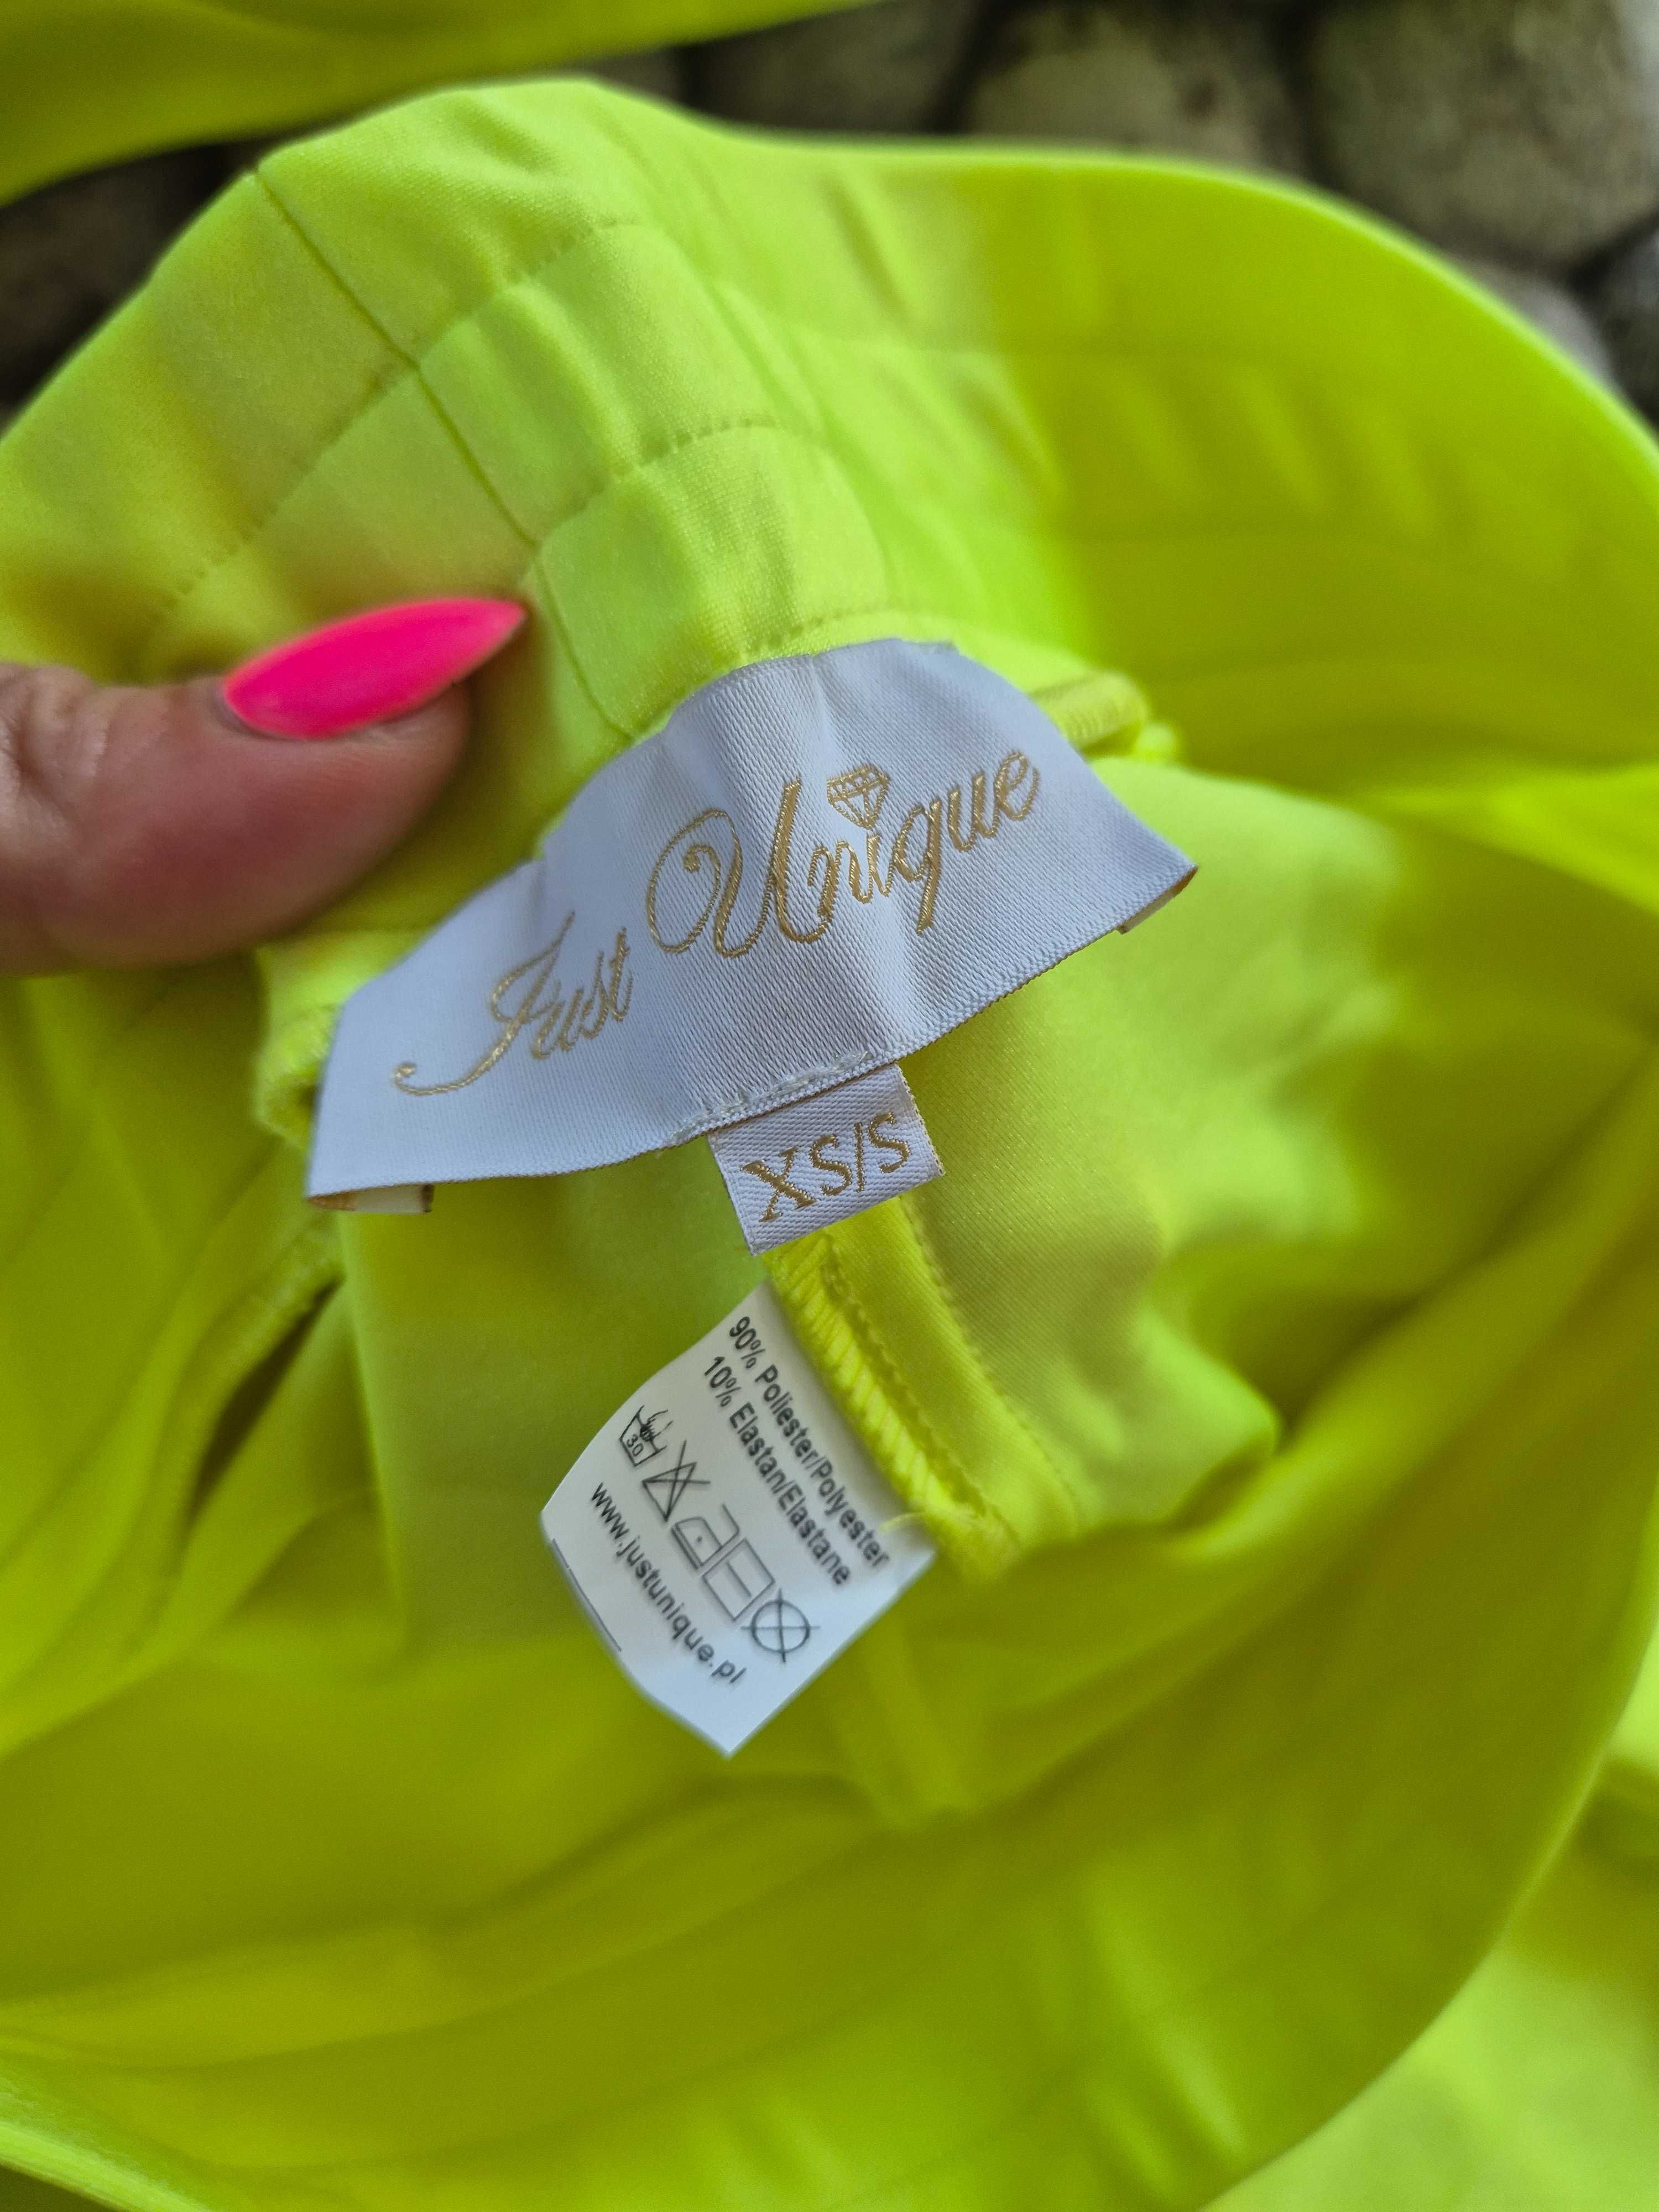 Just Unique
XS/S
90% Poliester/Polyester
10% Elastan/Elastane
30
www.justunique.pl